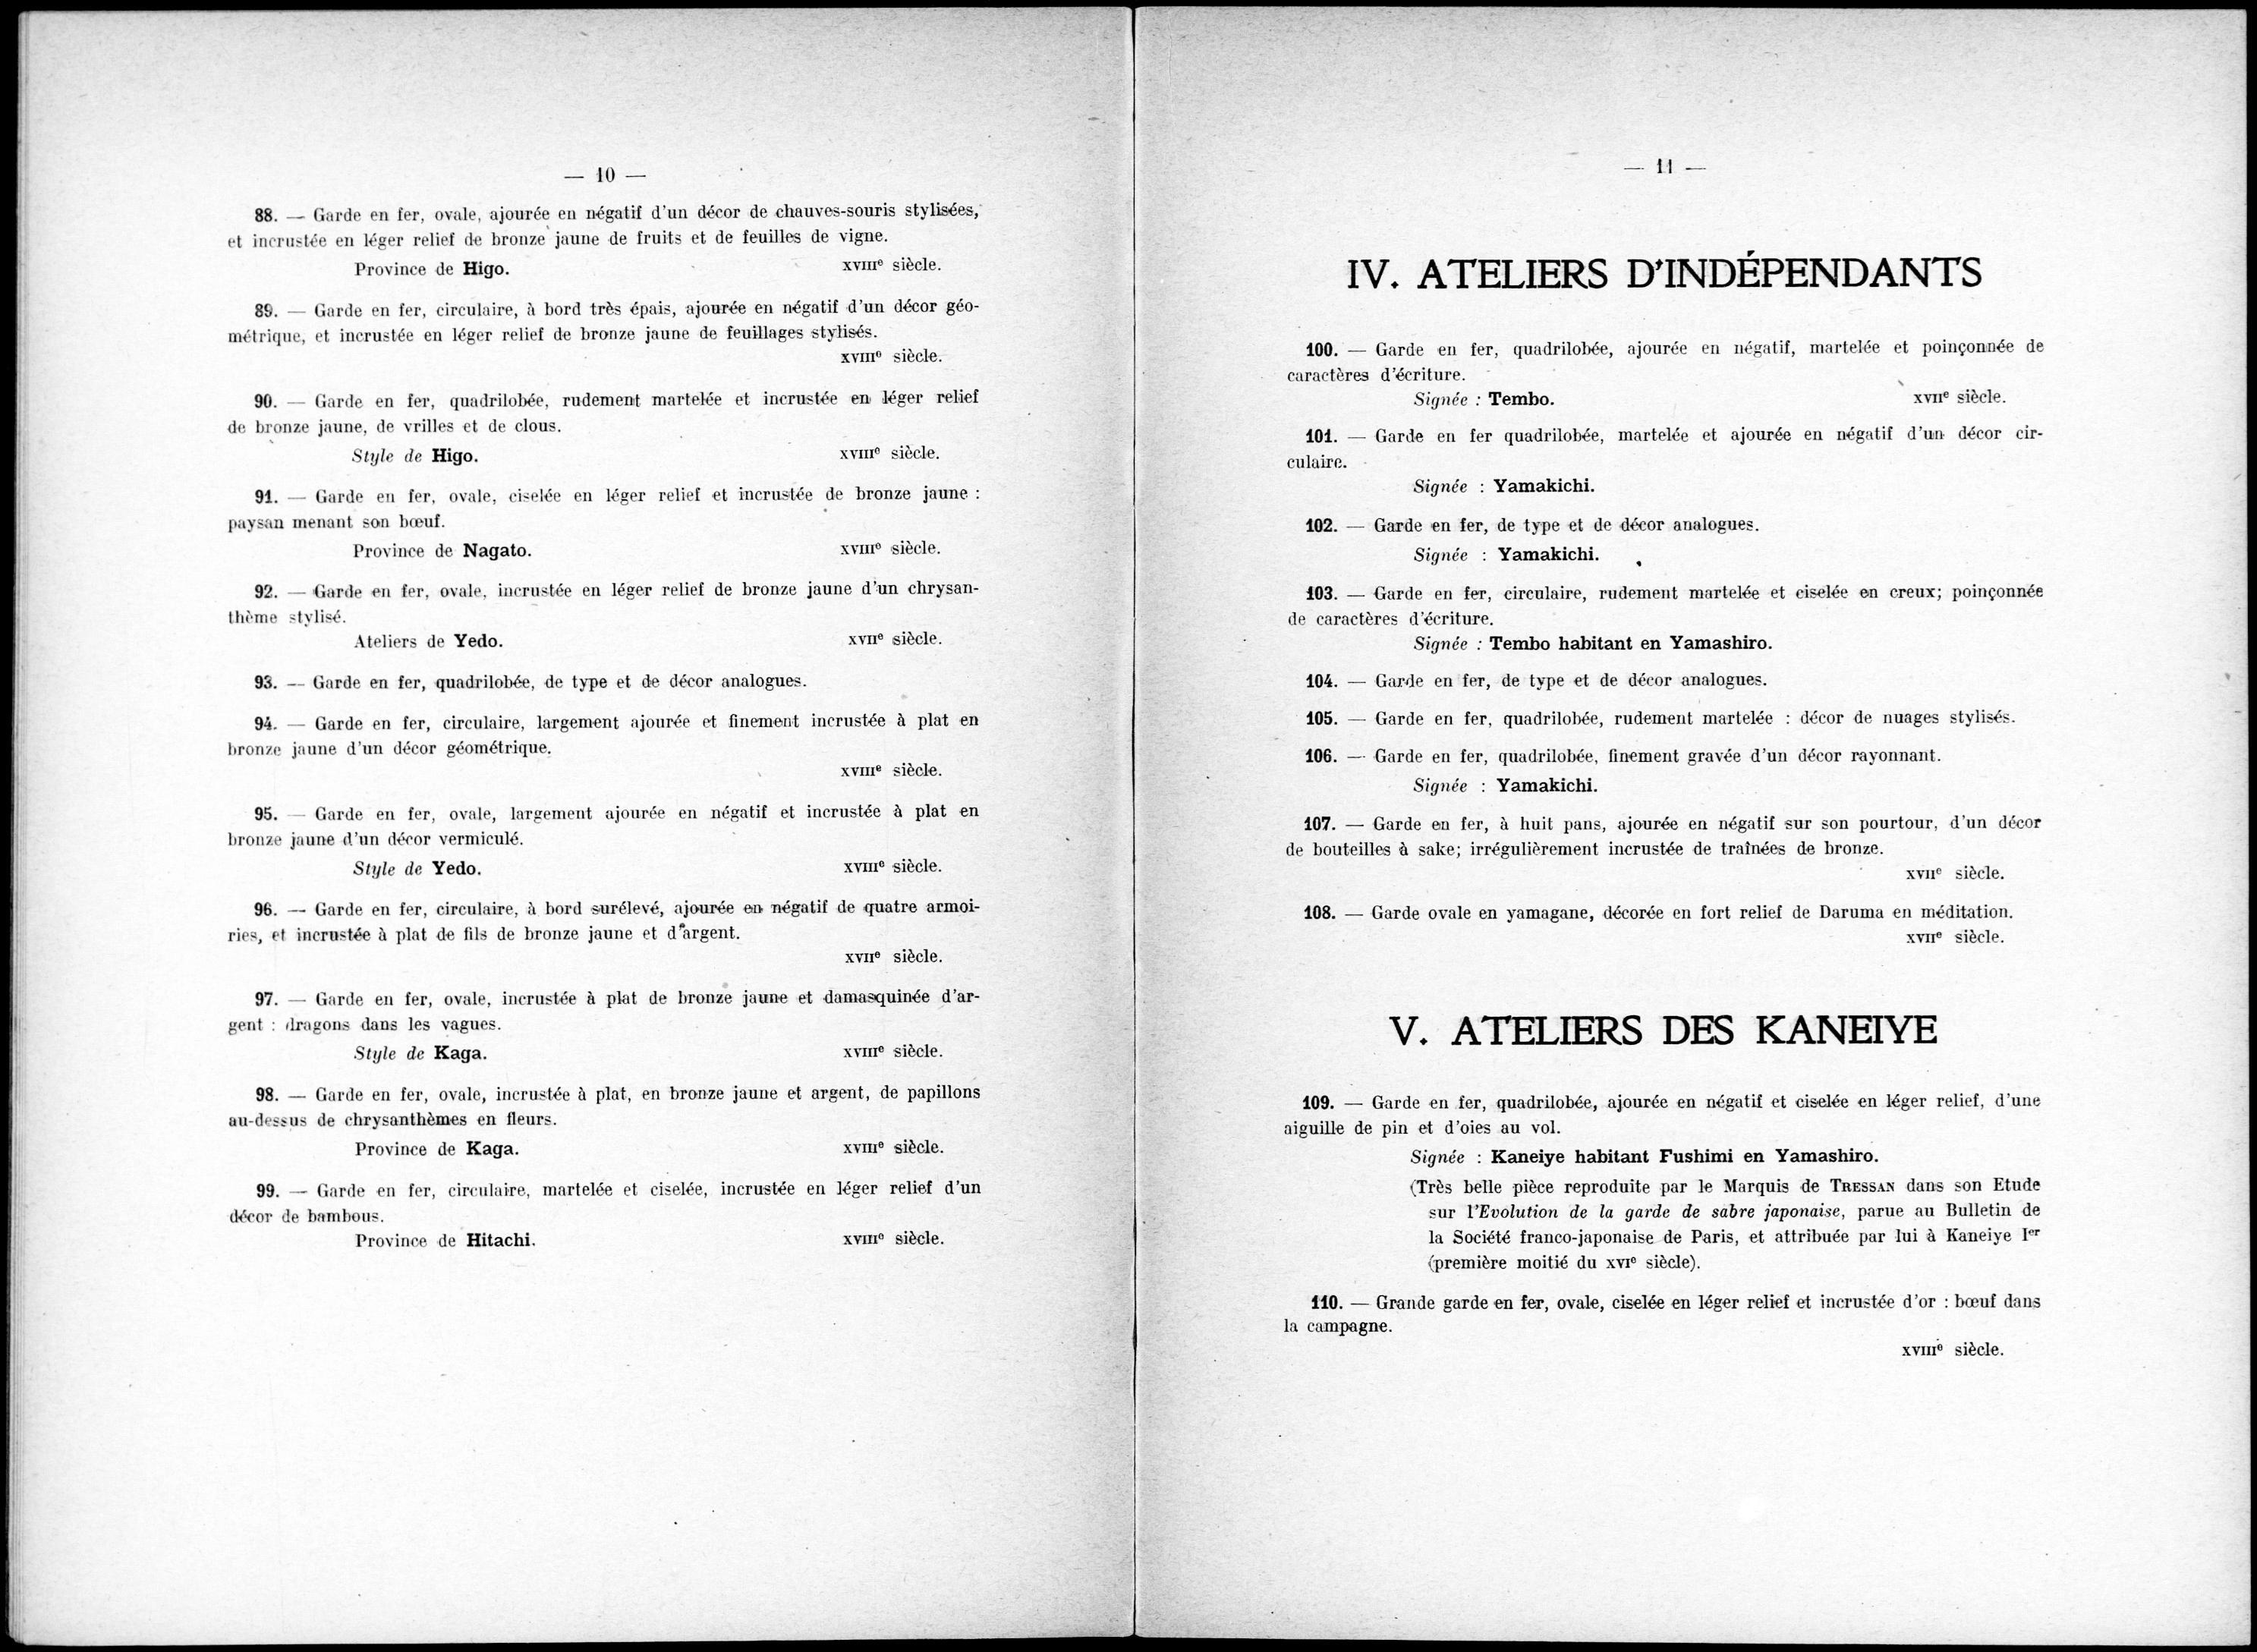 — 10 —
88. — Garde en fer, ovale, ajourée en négatif d'un décor de chauves-souris stylisées,
et incrustée en léger relief de bronze jaune de fruits et de feuilles de vigne.
Province de Higo. XVIIIe siècle.
89. — Garde en fer, circulaire, à bord très épais, ajourée en négatif d'un décor géo-
métrique, et incrustée en léger relief de bronze jaune de feuillages stylisés.
XVIIIe siècle.
90. — Garde en fer, quadrilobée, rudement martelée et incrustée en léger relief
de bronze jaune, de vrilles et de clous.
Style de Higo. XVIIIe siècle.
91. — Garde en fer, ovale, ciselée en léger relief et incrustée de bronze jaune :
paysan menant son bœuf.
Province de Nagato. XVIIIe siècle.
92. — Garde en fer, ovale, incrustée en léger relief de bronze jaune d'un chrysan-
thème stylisé.
Ateliers de Yedo. XVIIe siècle.
93. — Garde en fer, quadrilobée, de type et de décor analogues.
94. — Garde en fer, circulaire, largement ajourée et finement incrustée à plat en
bronze jaune d'un décor géométrique.
XVIIIe siècle.
95. — Garde en fer, ovale, largement ajourée en négatif et incrustée à plat en
bronze jaune d'un décor vermiculé.
Style de Yedo. XVIIIe siècle.
96. — Garde en fer, circulaire, à bord surélevé, ajourée en négatif de quatre armoi-
ries, et incrustée à plat de fils de bronze jaune et d'argent.
XVIIe siècle.
97. — Garde en fer, ovale, incrustée à plat de bronze jaune et damasquinée d'ar-
gent : dragons dans les vagues.
Style de Kaga. XVIIIe siècle.
98. — Garde en fer, ovale, incrustée à plat, en bronze jaune et argent, de papillons
au-dessus de chrysanthèmes en fleurs.
Province de Kaga. XVIIIe siècle.
99. — Garde en fer, circulaire, martelée et ciselée, incrustée en léger relief d'un
décor de bambous.
Province de Hitachi. XVIIIe siècle.
— 11 —
IV. ATELIERS D'INDÉPENDANTS
100. — Garde en fer, quadrilobée, ajourée en négatif, martelée et poinçonnée de
caractères d'écriture.
Signée : Tembo. XVIIe siècle.
101. — Garde en fer quadrilobée, martelée et ajourée en négatif d'un décor cir-
culaire.
Signée : Yamakichi.
102. — Garde en fer, de type et de décor analogues.
Signée : Yamakichi.
103. — Garde en fer, circulaire, rudement martelée et ciselée en creux; poinçonnée
de caractères d'écriture.
Signée : Tembo habitant en Yamashiro.
104. — Garde en fer, de type et de décor analogues.
105. — Garde en fer, quadrilobée, rudement martelée : décor de nuages stylisés.
106. — Garde en fer, quadrilobée, finement gravée d'un décor rayonnant.
Signée : Yamakichi.
107. — Garde en fer, à huit pans, ajourée en négatif sur son pourtour, d'un décor
de bouteilles à sake; irrégulièrement incrustée de traînées de bronze.
XVIIe siècle.
108. — Garde ovale en yamagane, décorée en fort relief de Daruma en méditation.
XVIIe siècle.
V. ATELIERS DES KANEIYE
109. — Garde en fer, quadrilobée, ajourée en négatif et ciselée en léger relief, d'une
aiguille de pin et d'oies au vol.
Signée : Kaneiye habitant Fushimi en Yamashiro.
(Très belle pièce reproduite par le Marquis de TRESSAN dans son Etude
sur l'Evolution de la garde de sabre japonaise, parue au Bulletin de
la Société franco-japonaise de Paris, et attribuée par lui à Kaneiye Ier
(première moitié du XVIe siècle).
110. — Grande garde en fer, ovale, ciselée en léger relief et incrustée d'or : bœuf dans
la campagne.
XVIIIe siècle.